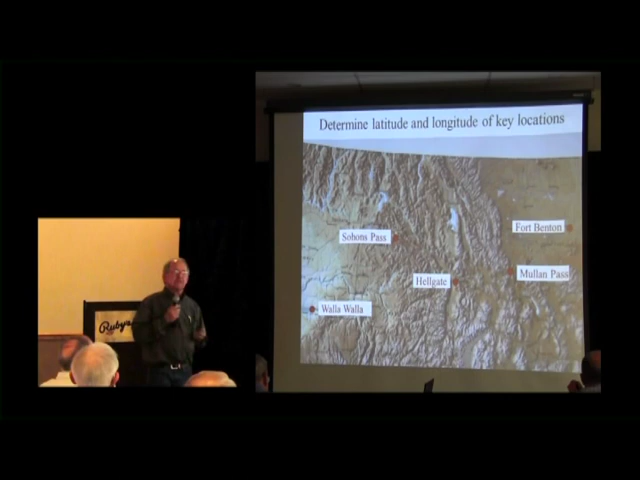 Determine latitude and longitude of key locations
Fort Benton
Sohons Pass
Mullan Pass
Hellgate
Walla Walla
Ruby's